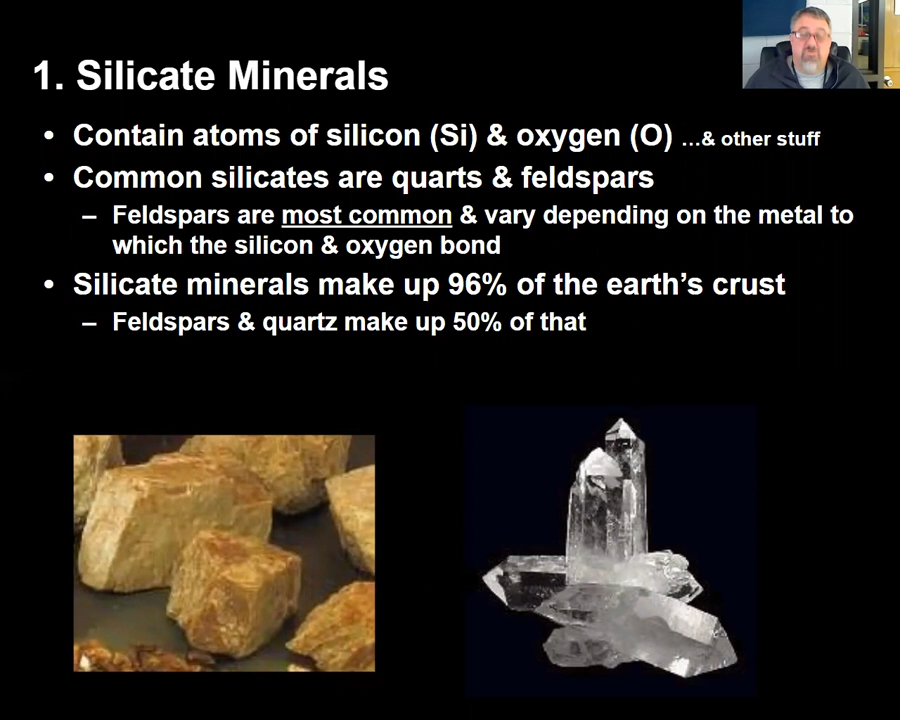 1. Silicate Minerals
• Contain atoms of silicon (Si) & oxygen (O) ...& other stuff
• Common silicates are quarts & feldspars
– Feldspars are most common & vary depending on the metal to
which the silicon & oxygen bond
• Silicate minerals make up 96% of the earth’s crust
– Feldspars & quartz make up 50% of that